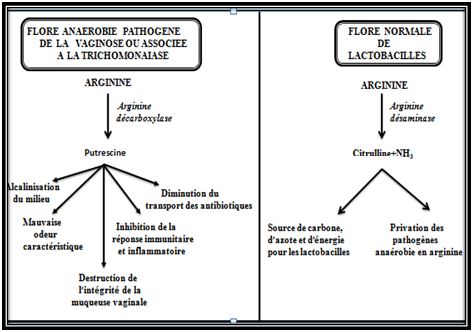 FLORE ANAEROBIE PATHOGENE
DE LA VAGINOSE OU ASSOCIEE
A LA TRICHOMONAIASE
ARGININE
Arginine
décarboxylase
Putrescine
Alcalinisation
du milieu
Mauvaise
odeur
caractéristique
Destruction de
l'intégrité de la
muqueuse vaginale
Inhibition de la
réponse immunitaire
et inflammatoire
Diminution du
transport des antibiotiques
FLORE NORMALE
DE
LACTOBACILLES
ARGININE
Arginine
désaminase
Citrulline+NH₃
Source de carbone,
d'azote et d'énergie
pour les lactobacilles
Privation des
pathogènes
anaérobie en arginine